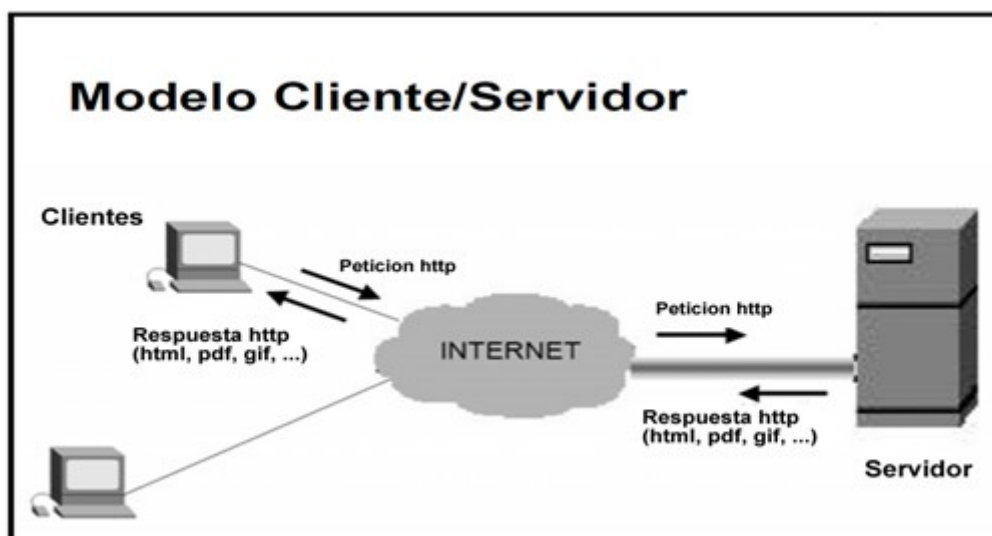 Modelo Cliente/Servidor
Clientes
Peticion http
Respuesta http
(html, pdf, gif, ...)
INTERNET
Peticion http
Respuesta http
(html, pdf, gif, ...)
Servidor